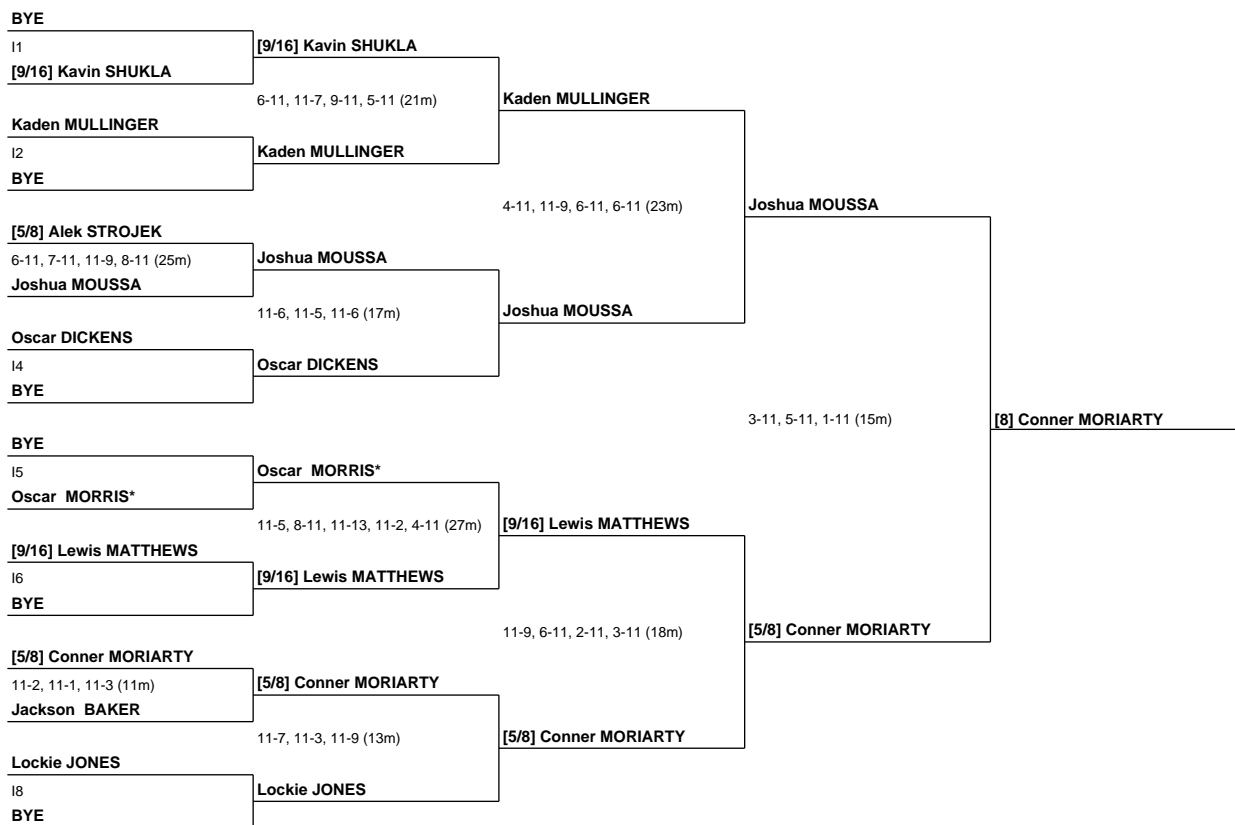 BYE
I1
[9/16] Kavin SHUKLA
[9/16] Kavin SHUKLA
6-11, 11-7, 9-11, 5-11 (21m)
Kaden MULLINGER
Kaden MULLINGER
I2
Kaden MULLINGER
BYE
4-11, 11-9, 6-11, 6-11 (23m)
Joshua MOUSSA
[5/8] Alek STROJEK
6-11, 7-11, 11-9, 8-11 (25m)
Joshua MOUSSA
Joshua MOUSSA
11-6, 11-5, 11-6 (17m)
Joshua MOUSSA
Oscar DICKENS
I4
Oscar DICKENS
BYE
3-11, 5-11, 1-11 (15m)
[8] Conner MORIARTY
BYE
I5
Oscar  MORRIS*
Oscar  MORRIS*
11-5, 8-11, 11-13, 11-2, 4-11 (27m)
[9/16] Lewis MATTHEWS
[9/16] Lewis MATTHEWS
I6
[9/16] Lewis MATTHEWS
BYE
11-9, 6-11, 2-11, 3-11 (18m)
[5/8] Conner MORIARTY
[5/8] Conner MORIARTY
11-2, 11-1, 11-3 (11m)
[5/8] Conner MORIARTY
Jackson  BAKER
11-7, 11-3, 11-9 (13m)
[5/8] Conner MORIARTY
Lockie JONES
I8
Lockie JONES
BYE